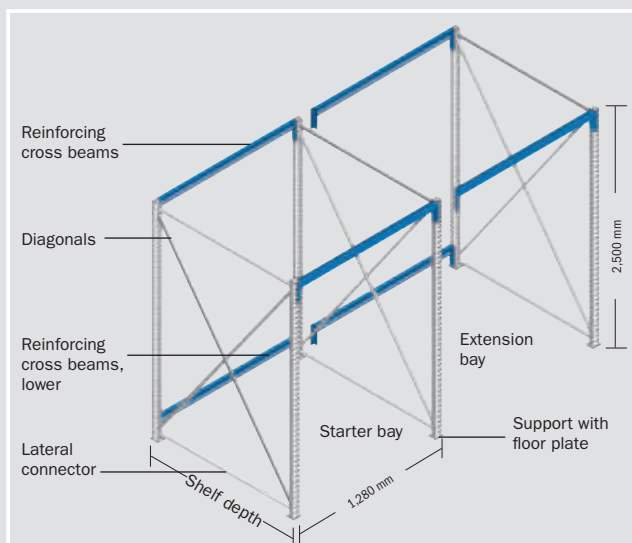 Reinforcing
cross beams
Diagonals
Reinforcing
cross beams,
lower
Lateral
connector
Shelf depth
Starter bay
1,280 mm
Extension
bay
Support with
floor plate
2,500 mm